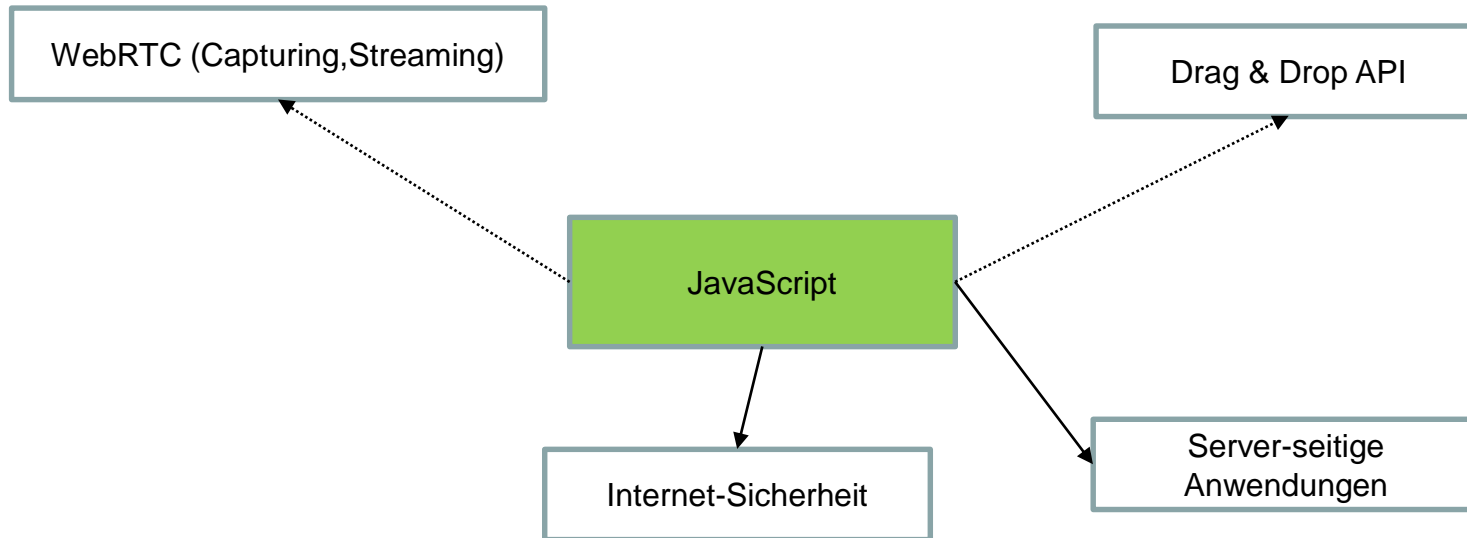 WebRTC (Capturing,Streaming)
Drag & Drop API
JavaScript
Internet-Sicherheit
Server-seitige
Anwendungen